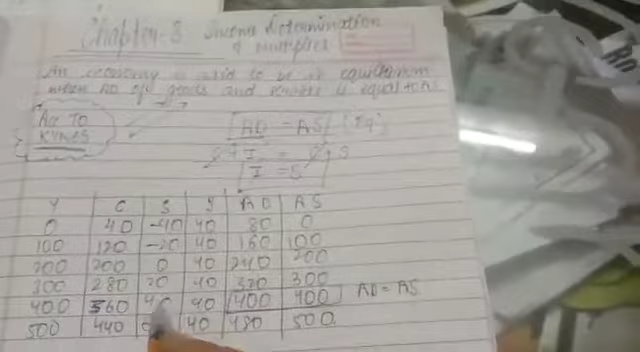 Chapter-8 Income determination
& multiplier
An economy is said to be in equilibrium
when AD of goods and services is equal to AS
Acc to
KYNES
AD = AS (Eq)
C+I = C+S
I = S
Y C S I AD AS
0 40 -40 40 80 0
100 120 -20 40 160 100
200 200 0 40 240 200
300 280 20 40 320 300
400 360 40 40 400 400 AD = AS
500 440 40 480 500